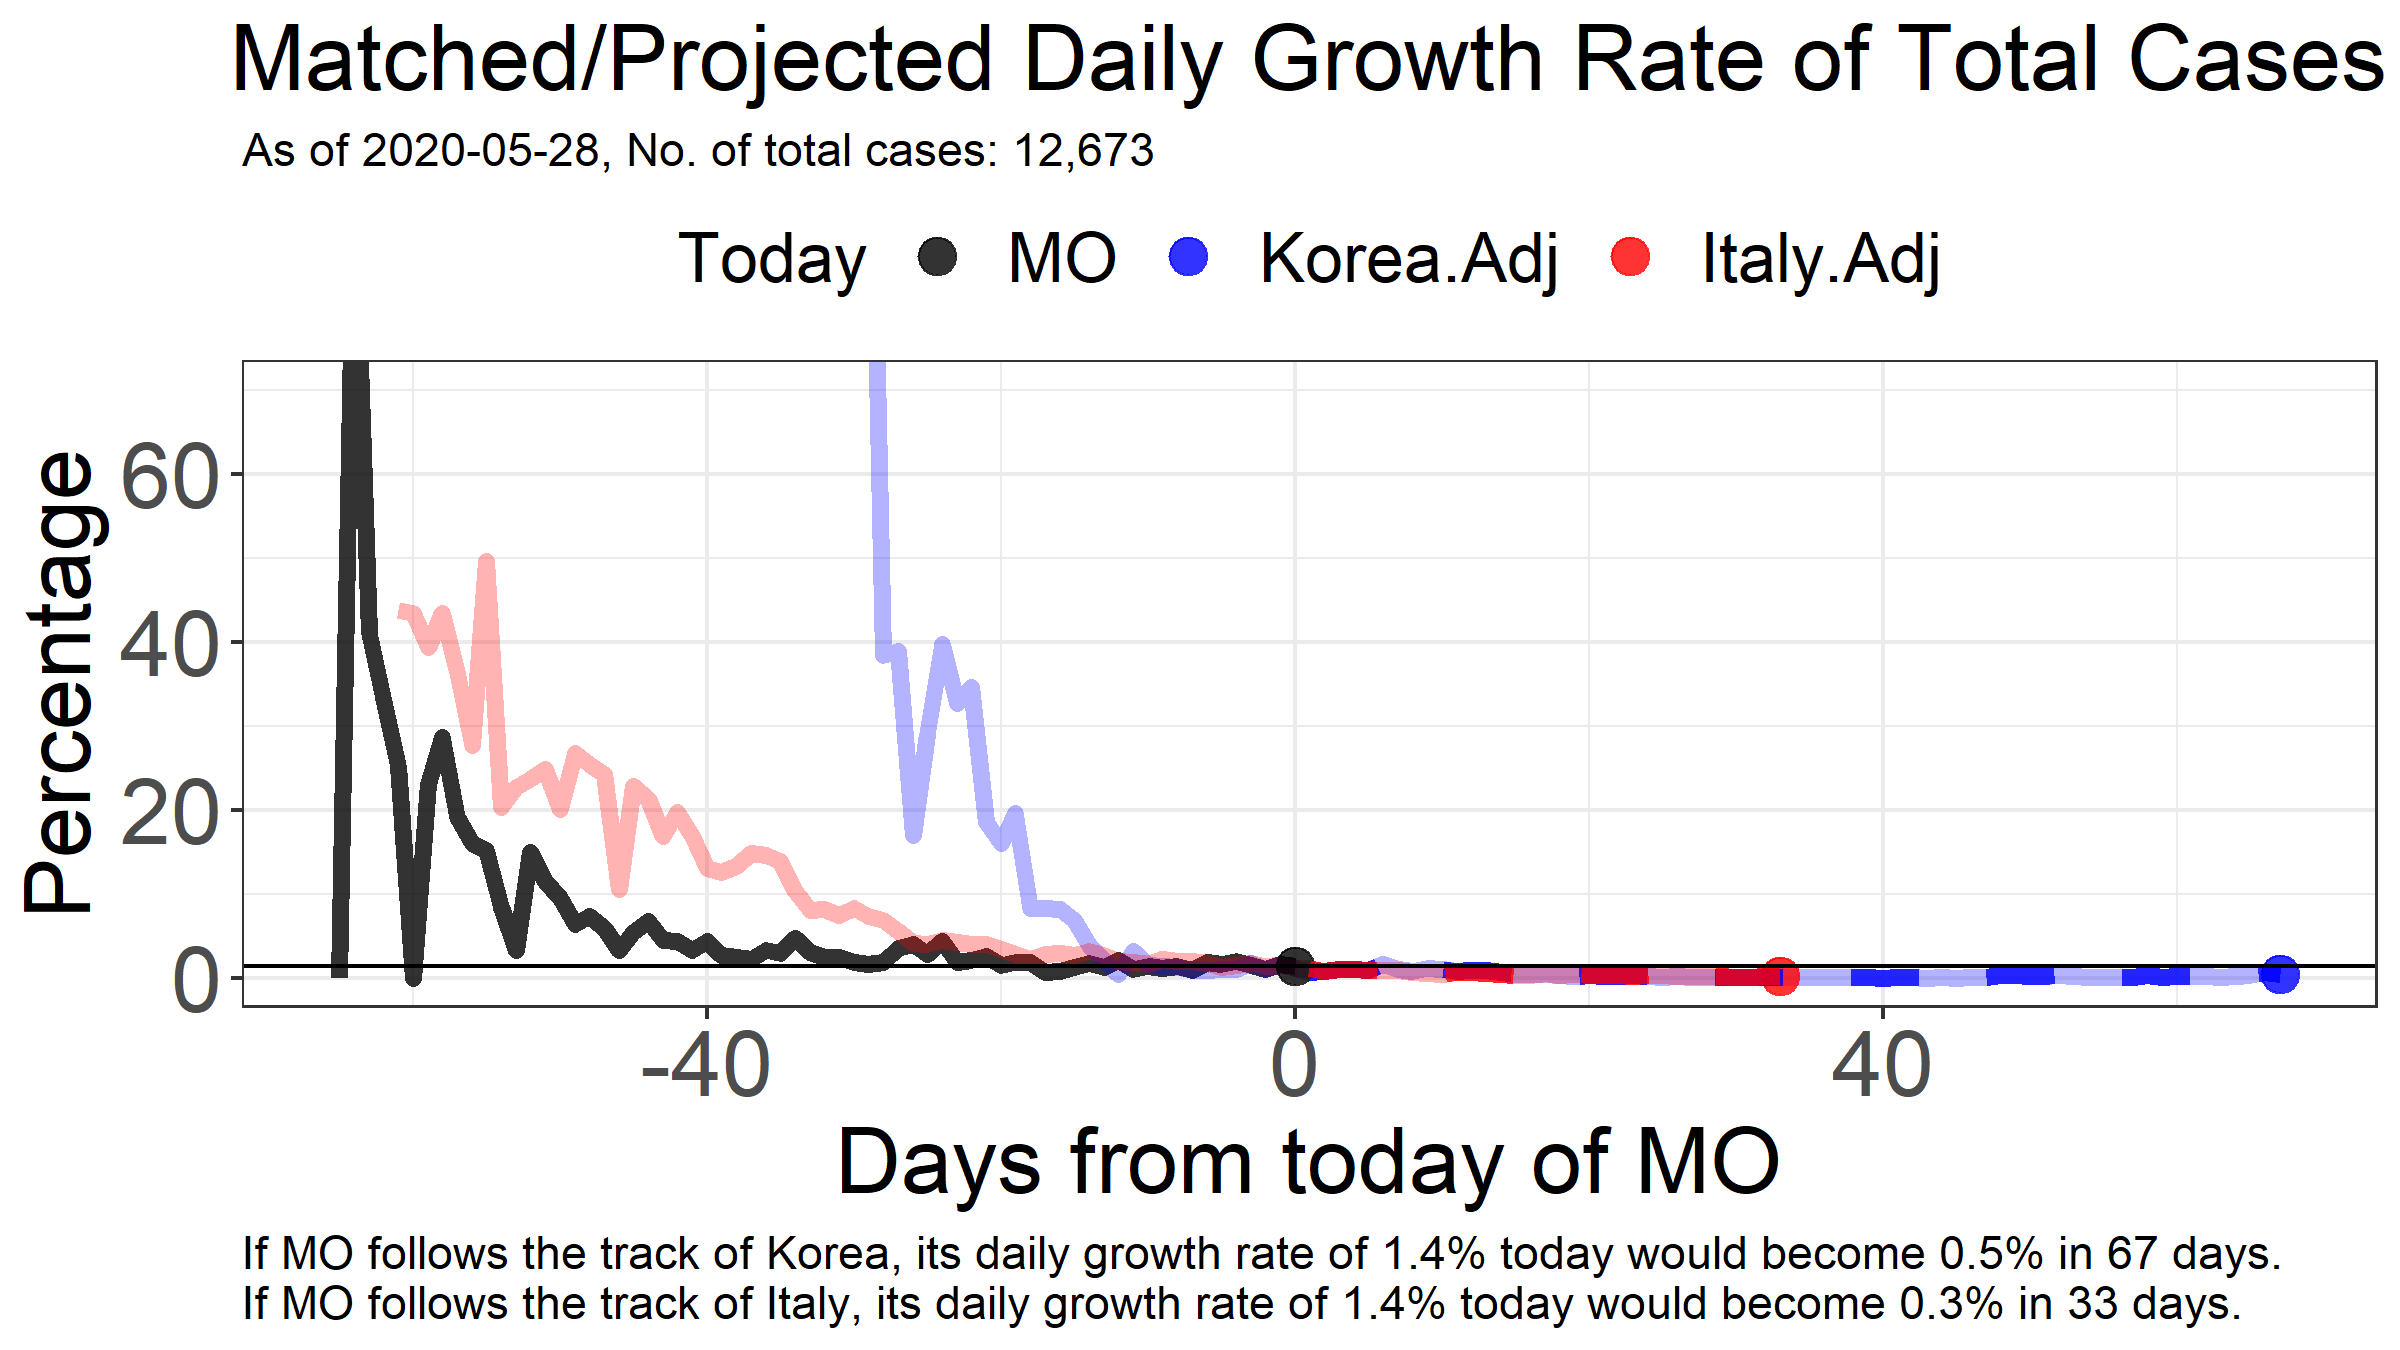 Matched/Projected Daily Growth Rate of Total Cases
As of 2020-05-28, No. of total cases: 12,673
Today MO Korea.Adj Italy.Adj
Percentage
60
40
20
0
-40 0 40
Days from today of MO
If MO follows the track of Korea, its daily growth rate of 1.4% today would become 0.5% in 67 days.
If MO follows the track of Italy, its daily growth rate of 1.4% today would become 0.3% in 33 days.